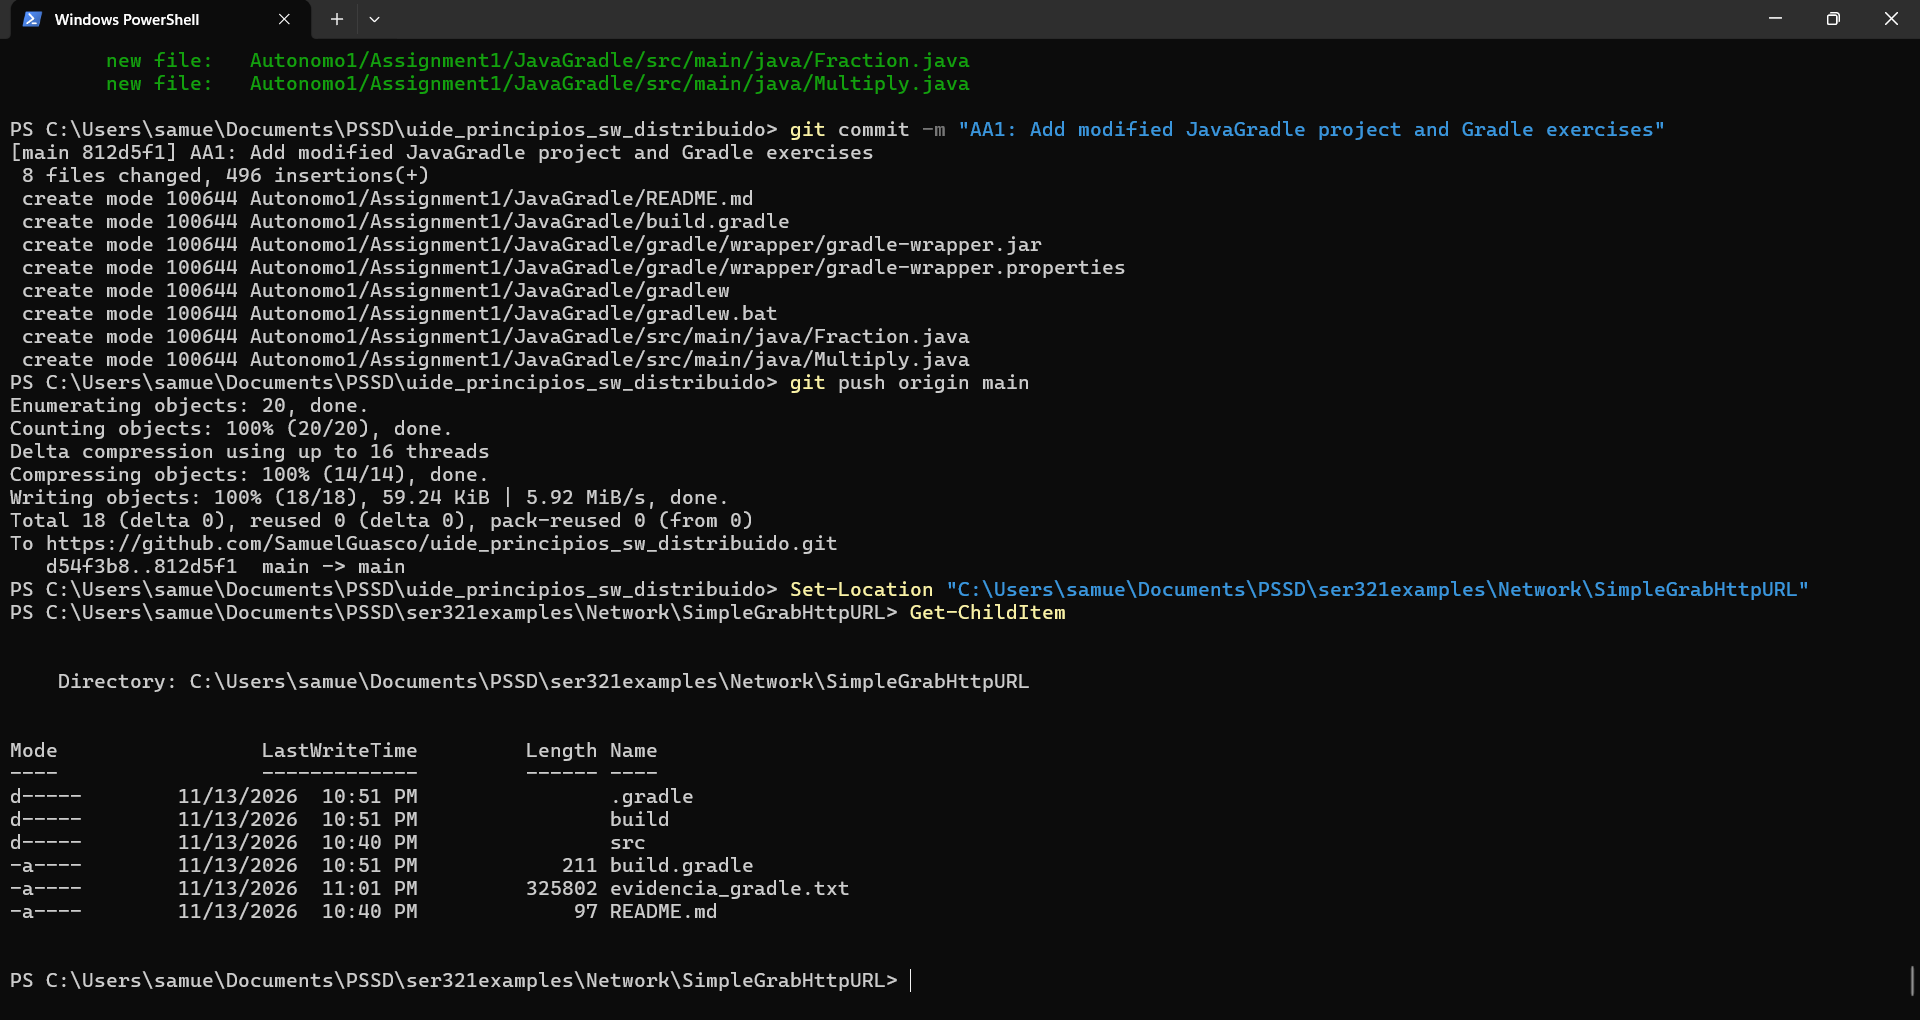 Windows PowerShell
new file:   Autonomo1/Assignment1/JavaGradle/src/main/java/Fraction.java
new file:   Autonomo1/Assignment1/JavaGradle/src/main/java/Multiply.java
PS C:\Users\samue\Documents\PSSD\uide_principios_sw_distribuido> git commit -m "AA1: Add modified JavaGradle project and Gradle exercises"
[main 812d5f1] AA1: Add modified JavaGradle project and Gradle exercises
8 files changed, 496 insertions(+)
create mode 100644 Autonomo1/Assignment1/JavaGradle/README.md
create mode 100644 Autonomo1/Assignment1/JavaGradle/build.gradle
create mode 100644 Autonomo1/Assignment1/JavaGradle/gradle/wrapper/gradle-wrapper.jar
create mode 100644 Autonomo1/Assignment1/JavaGradle/gradle/wrapper/gradle-wrapper.properties
create mode 100644 Autonomo1/Assignment1/JavaGradle/gradlew
create mode 100644 Autonomo1/Assignment1/JavaGradle/gradlew.bat
create mode 100644 Autonomo1/Assignment1/JavaGradle/src/main/java/Fraction.java
create mode 100644 Autonomo1/Assignment1/JavaGradle/src/main/java/Multiply.java
PS C:\Users\samue\Documents\PSSD\uide_principios_sw_distribuido> git push origin main
Enumerating objects: 20, done.
Counting objects: 100% (20/20), done.
Delta compression using up to 16 threads
Compressing objects: 100% (14/14), done.
Writing objects: 100% (18/18), 59.24 KiB | 5.92 MiB/s, done.
Total 18 (delta 0), reused 0 (delta 0), pack-reused 0 (from 0)
To https://github.com/SamuelGuasco/uide_principios_sw_distribuido.git
d54f3b8..812d5f1  main -> main
PS C:\Users\samue\Documents\PSSD\uide_principios_sw_distribuido> Set-Location "C:\Users\samue\Documents\PSSD\ser321examples\Network\SimpleGrabHttpURL"
PS C:\Users\samue\Documents\PSSD\ser321examples\Network\SimpleGrabHttpURL> Get-ChildItem
Directory: C:\Users\samue\Documents\PSSD\ser321examples\Network\SimpleGrabHttpURL
Mode                 LastWriteTime         Length Name
----                 -------------         ------ ----
d-----        11/13/2026  10:51 PM                .gradle
d-----        11/13/2026  10:51 PM                build
d-----        11/13/2026  10:40 PM                src
-a----        11/13/2026  10:51 PM            211 build.gradle
-a----        11/13/2026  11:01 PM         325802 evidencia_gradle.txt
-a----        11/13/2026  10:40 PM             97 README.md
PS C:\Users\samue\Documents\PSSD\ser321examples\Network\SimpleGrabHttpURL>